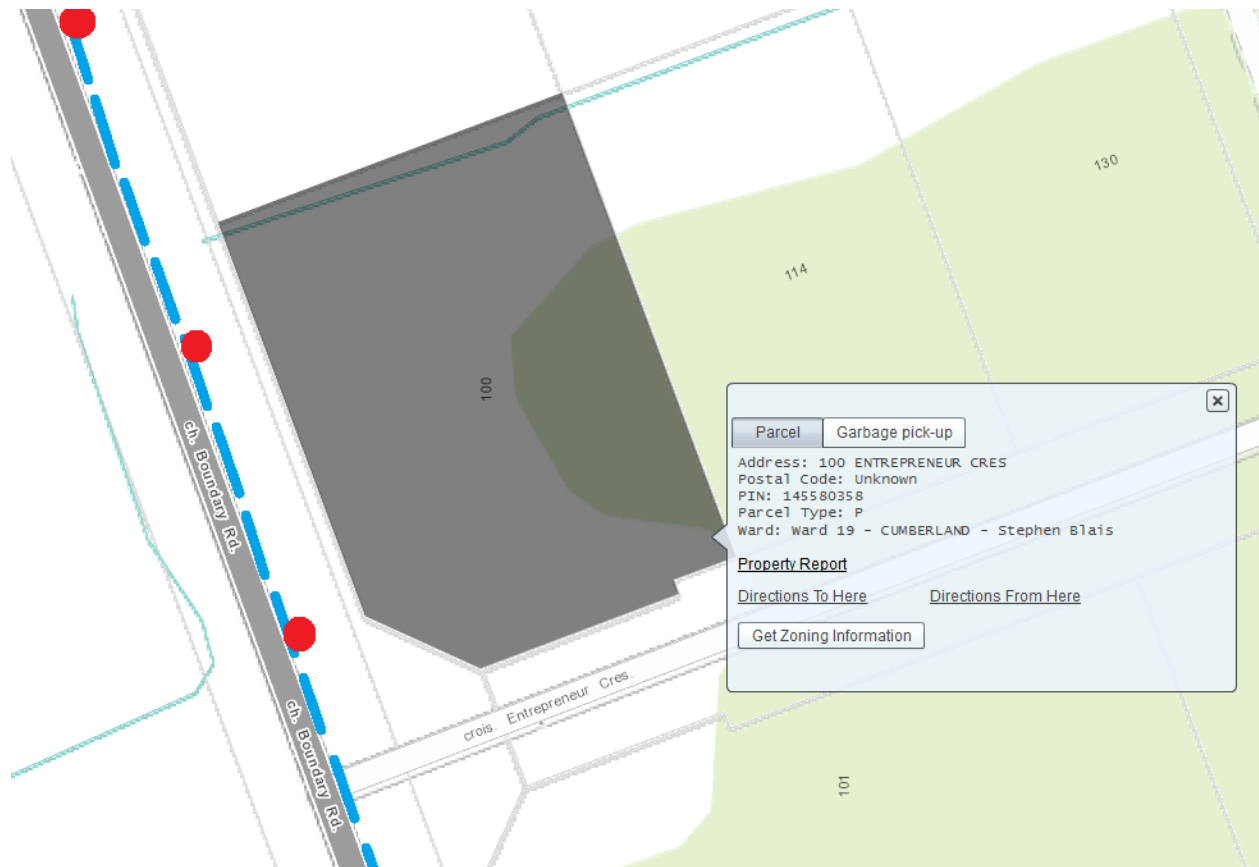 130
114
100
ch. Boundary Rd.
×
Parcel
Garbage pick-up
Address: 100 ENTREPRENEUR CRES
Postal Code: Unknown
PIN: 145580358
Parcel Type: P
Ward: Ward 19 - CUMBERLAND - Stephen Blais
Property Report
Directions To Here
Directions From Here
Get Zoning Information
crois. Entrepreneur Cres.
ch. Boundary Rd.
101